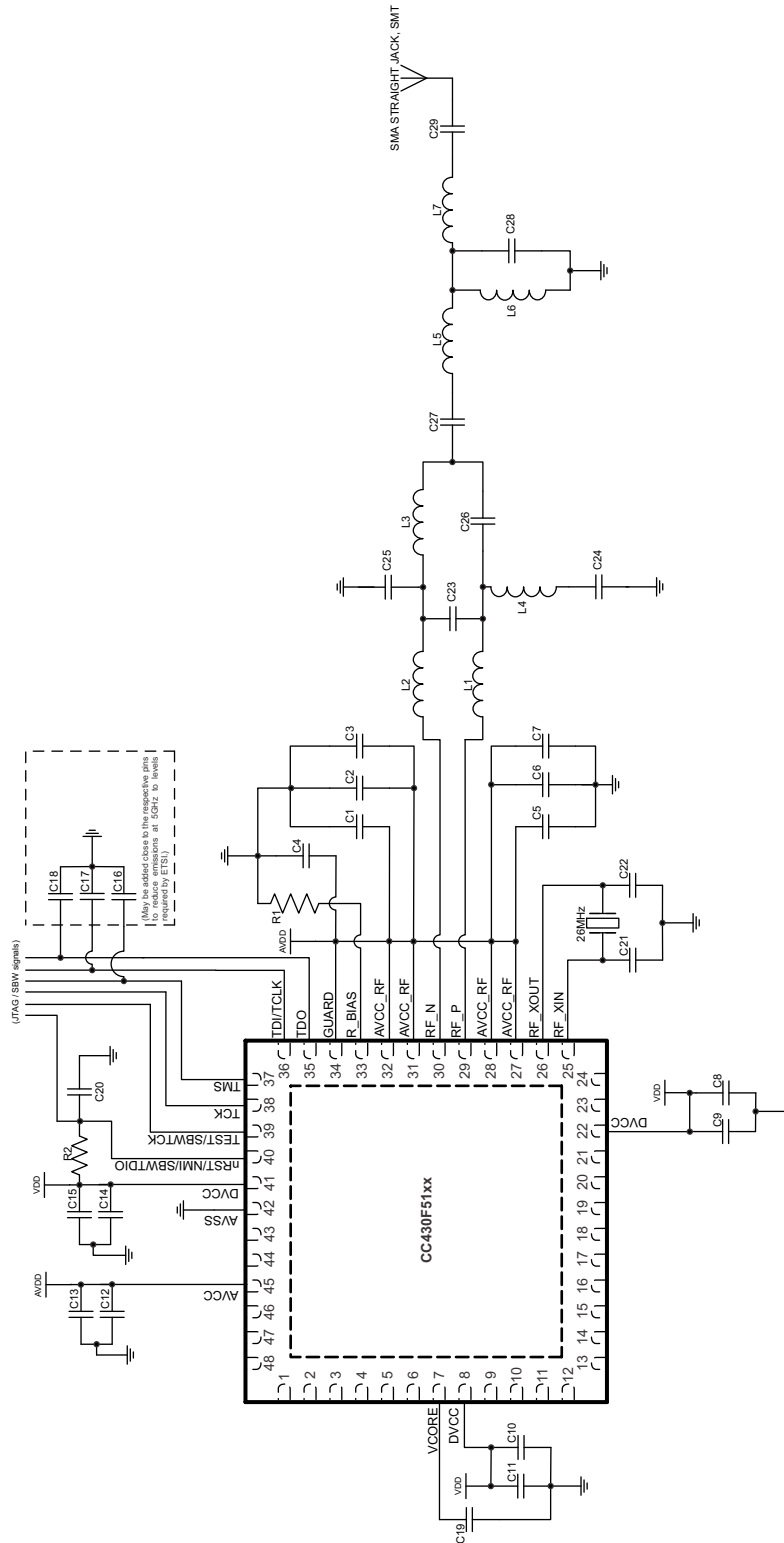 SMA STRAIGHT JACK, SMT
C29
L7
C28
L6
L5
C27
L3
C26
C25
C23
C24
L4
L2
L1
C3
C2
C1
C4
R1
C7
C6
C5
C22
C21
26MHz
AVDD
C18
C17
C16
(May be added close to the respective pins
to reduce emissions at 5GHz to levels
required by ETSI.)
(JTAG / SBW signals)
TDI/TCLK
TDO
GUARD
R_BIAS
AVCC_RF
AVCC_RF
RF_N
RF_P
AVCC_RF
AVCC_RF
RF_XOUT
RF_XIN
36
35
34
33
32
31
30
29
28
27
26
25
TMS
TCK
TEST/SBWTCK
nRST/NMI/SBWTDIO
DVCC
AVSS
AVCC
37
38
39
40
41
42
43
44
45
46
47
48
C20
R2
VDD
C15
C14
AVDD
C13
C12
CC430F51xx
24
23
22
21
20
19
18
17
16
15
14
13
DVCC
VDD
C8
C9
1
2
3
4
5
6
7
8
9
10
11
12
VCORE
DVCC
VDD
C10
C11
C19